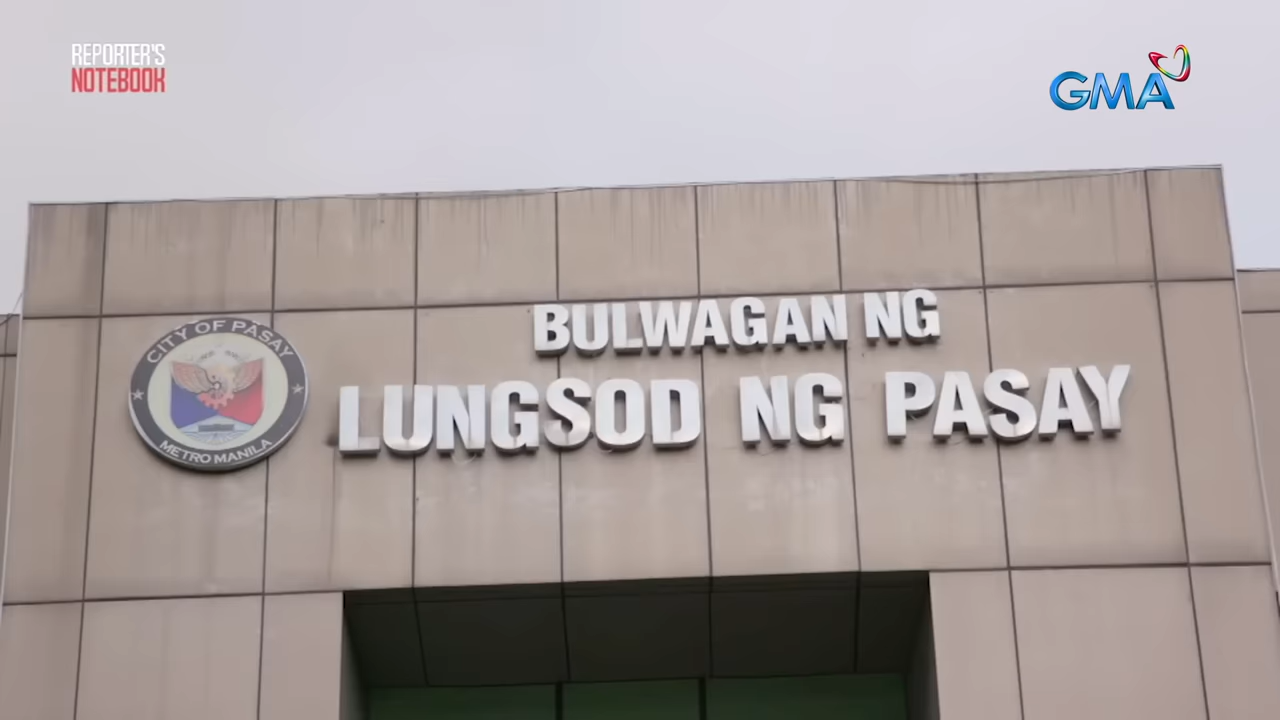 REPORTER'S
NOTEBOOK
GMA
BULWAGAN NG
LUNGSOD NG PASAY
CITY OF PASAY
METRO MANILA